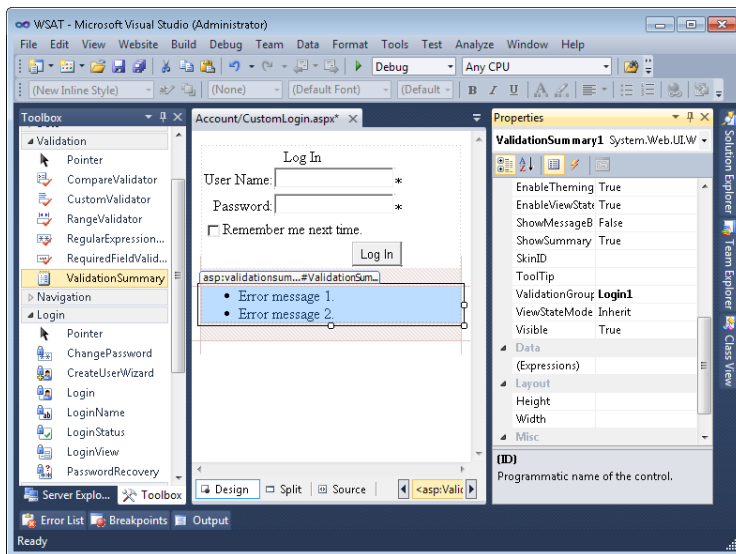 WSAT - Microsoft Visual Studio (Administrator)
File Edit View Website Build Debug Team Data Format Tools Test Analyze Window Help
Debug Any CPU
(New Inline Style) (None) (Default Font) (Default B I U A
Toolbox
Validation
Pointer
CompareValidator
CustomValidator
RangeValidator
RegularExpression...
RequiredFieldValid...
ValidationSummary
Navigation
Login
Pointer
ChangePassword
CreateUserWizard
Login
LoginName
LoginStatus
LoginView
PasswordRecovery
Server Explo... Toolbox
Account/CustomLogin.aspx*
Log In
User Name: *
Password: *
Remember me next time.
Log In
asp:validationsum...#ValidationSum...
• Error message 1.
• Error message 2.
Design Split Source <asp:Valic
Properties
ValidationSummary1 System.Web.UI.W
EnableTheming True
EnableViewState True
ShowMessageB False
ShowSummary True
SkinID
ToolTip
ValidationGroup Login1
ViewStateMode Inherit
Visible True
Data
(Expressions)
Layout
Height
Width
Misc
(ID)
Programmatic name of the control.
Solution Explorer
Team Explorer
Class View
Error List Breakpoints Output
Ready